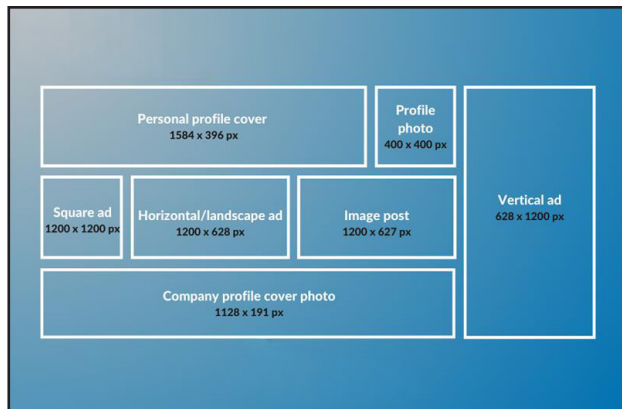 Personal profile cover
1584 x 396 px
Profile
photo
400 x 400 px
Vertical ad
628 x 1200 px
Square ad
1200 x 1200 px
Horizontal/landscape ad
1200 x 628 px
Image post
1200 x 627 px
Company profile cover photo
1128 x 191 px